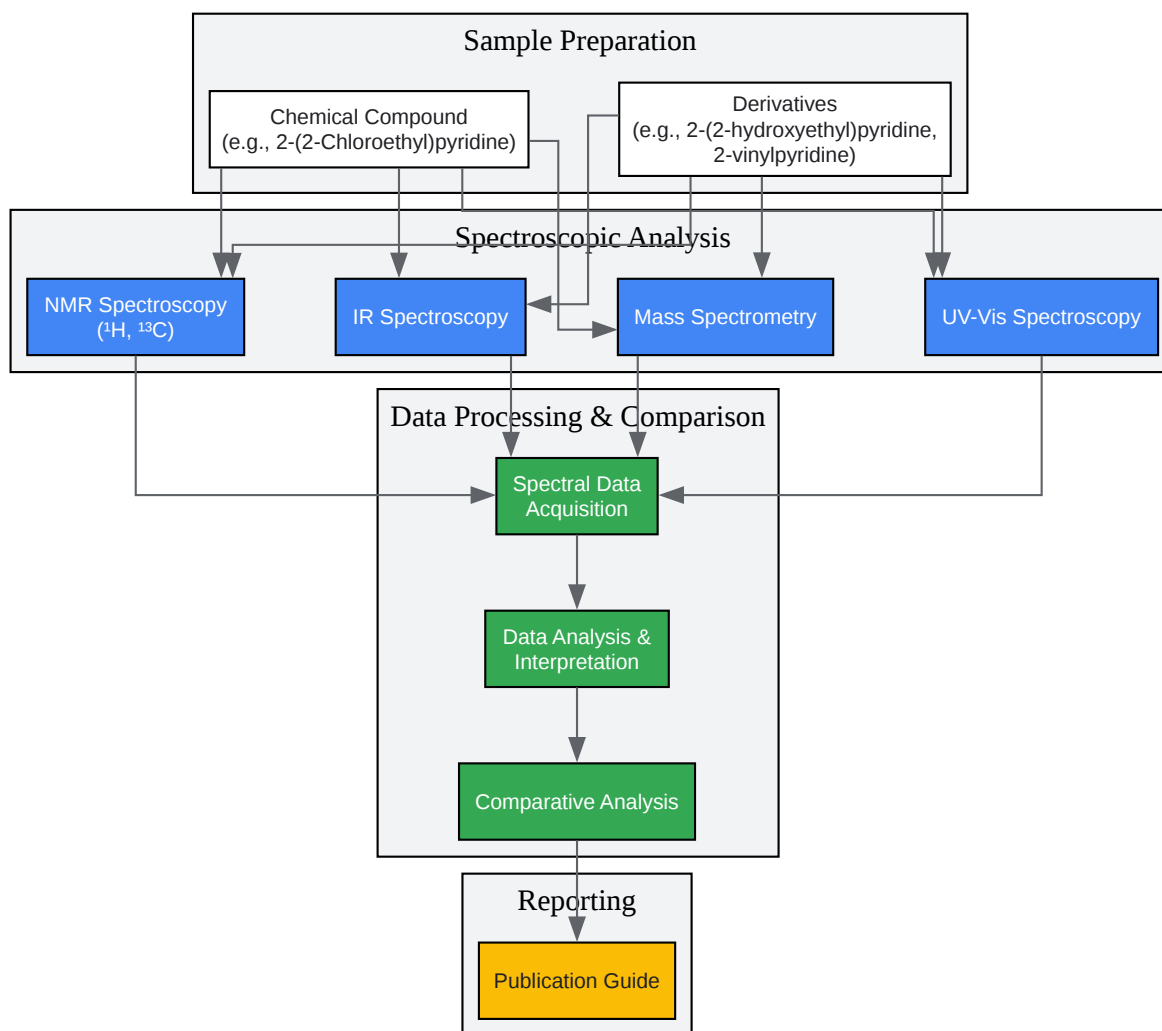 Sample Preparation
Chemical Compound
(e.g., 2-(2-Chloroethyl)pyridine)
Derivatives
(e.g., 2-(2-hydroxyethyl)pyridine,
2-vinylpyridine)
Spectroscopic Analysis
NMR Spectroscopy
(¹H, ¹³C)
IR Spectroscopy
Mass Spectrometry
UV-Vis Spectroscopy
Data Processing & Comparison
Spectral Data
Acquisition
Data Analysis &
Interpretation
Comparative Analysis
Reporting
Publication Guide